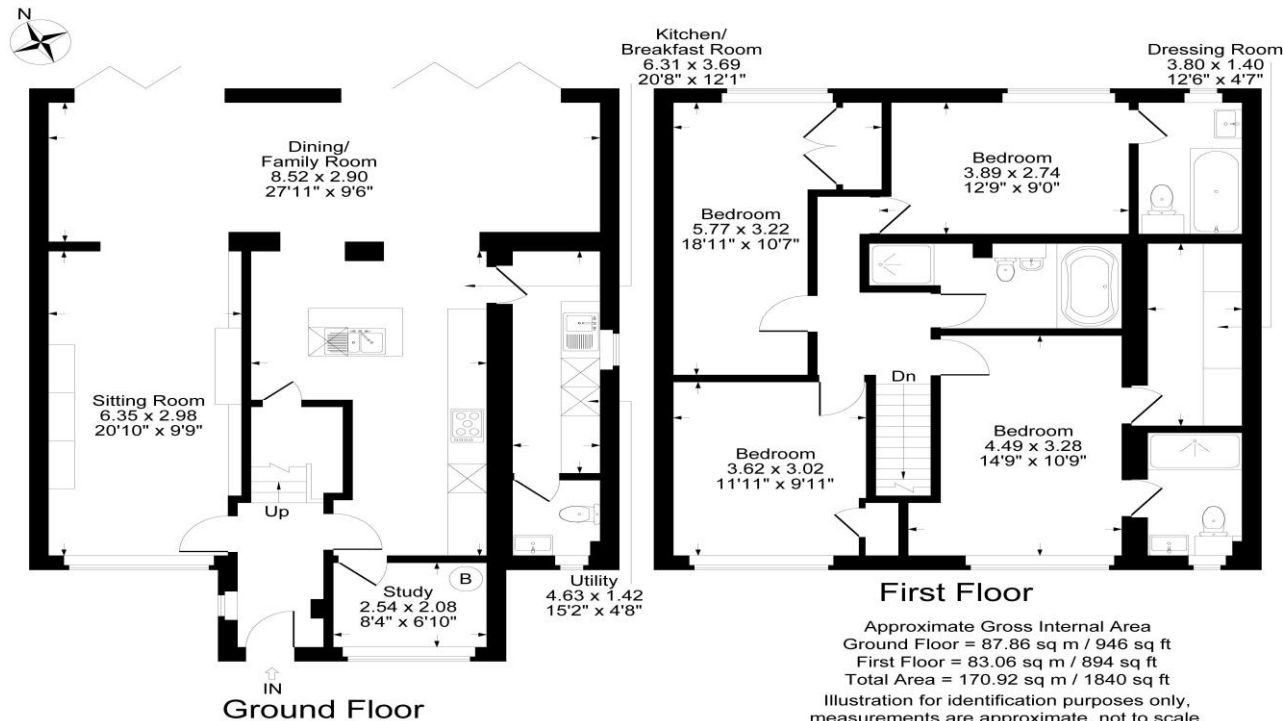 N
Kitchen/
Breakfast Room
6.31 x 3.69
20'8" x 12'1"
Dressing Room
3.80 x 1.40
12'6" x 4'7"
Dining/
Family Room
8.52 x 2.90
27'11" x 9'6"
Sitting Room
6.35 x 2.98
20'10" x 9'9"
Up
Study
2.54 x 2.08
8'4" x 6'10"
B
Utility
4.63 x 1.42
15'2" x 4'8"
IN
Ground Floor
Bedroom
5.77 x 3.22
18'11" x 10'7"
Bedroom
3.89 x 2.74
12'9" x 9'0"
Dn
Bedroom
3.62 x 3.02
11'11" x 9'11"
Bedroom
4.49 x 3.28
14'9" x 10'9"
First Floor
Approximate Gross Internal Area
Ground Floor = 87.86 sq m / 946 sq ft
First Floor = 83.06 sq m / 894 sq ft
Total Area = 170.92 sq m / 1840 sq ft
Illustration for identification purposes only,
measurements are approximate, not to scale